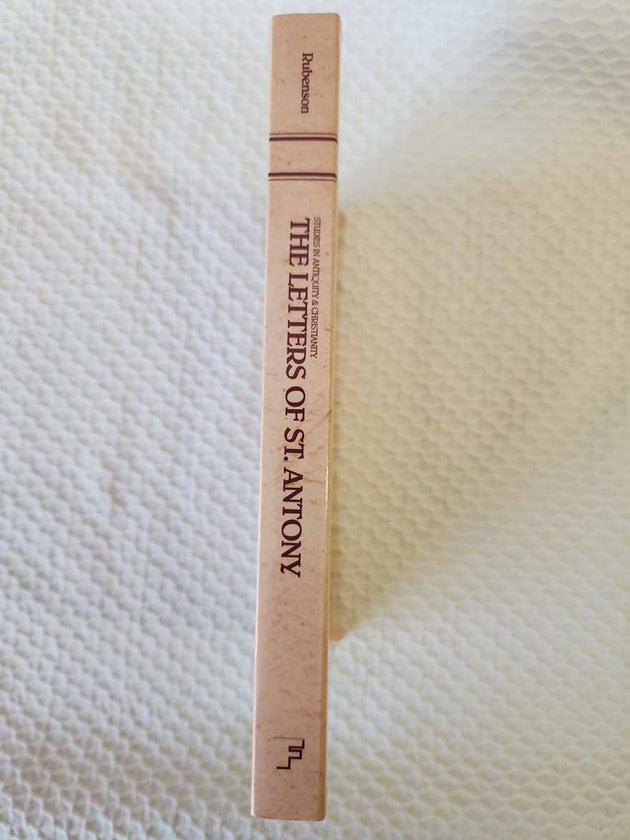 Rubenson
STUDIES IN ANTIQUITY & CHRISTIANITY
THE LETTERS OF ST. ANTONY